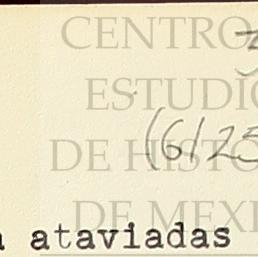 CENTRO
ESTUDIO
DE HISTO
(6125
DE MEXI
a ataviadas